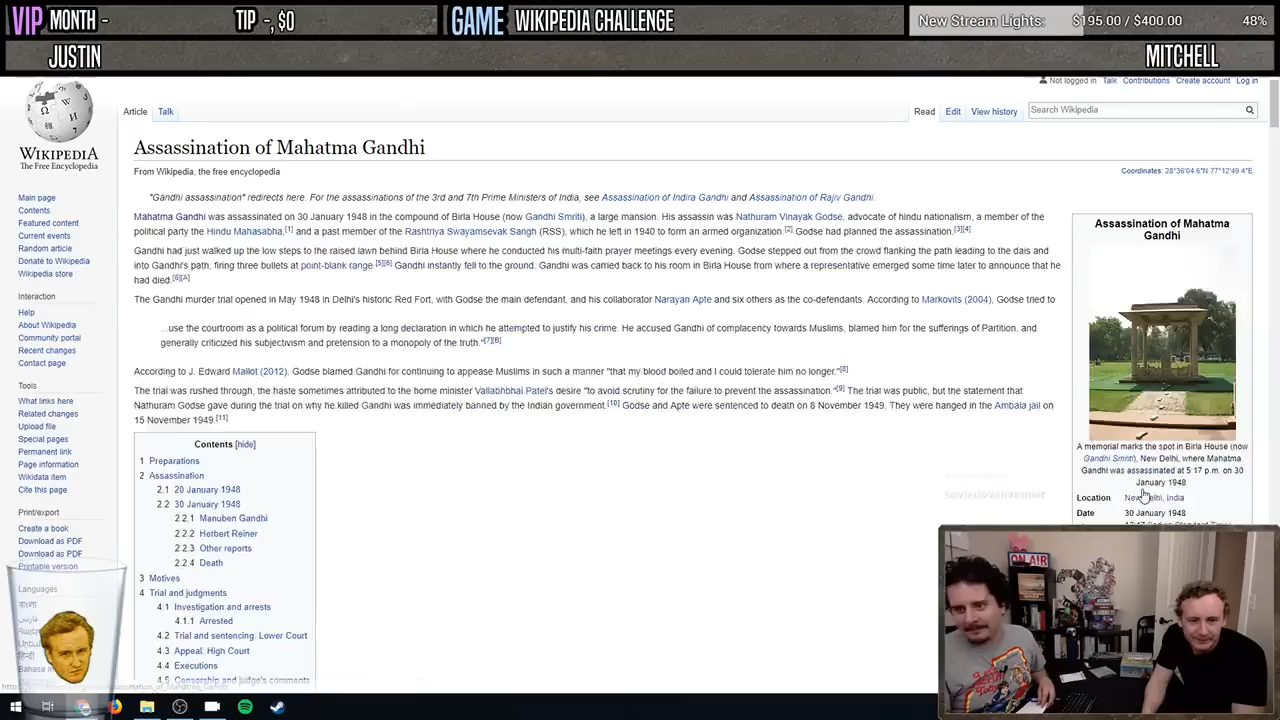 VIP MONTH - TIP -, $0 GAME WIKIPEDIA CHALLENGE New Stream Lights: $195.00 / $400.00 48%
JUSTIN MITCHELL
Not logged in Talk Contributions Create account Log in
Article Talk Read Edit View history Search Wikipedia
WIKIPEDIA
The Free Encyclopedia
Main page
Contents
Featured content
Current events
Random article
Donate to Wikipedia
Wikipedia store
Interaction
Help
About Wikipedia
Community portal
Recent changes
Contact page
Tools
What links here
Related changes
Upload file
Special pages
Permanent link
Page information
Wikidata item
Cite this page
Print/export
Create a book
Download as PDF
Download as PDF
Printable version
Languages
বাংলা
Assassination of Mahatma Gandhi
From Wikipedia, the free encyclopedia
Coordinates: 28°36′04.6″N 77°12′49.4″E
"Gandhi assassination" redirects here. For the assassinations of the 3rd and 7th Prime Ministers of India, see Assassination of Indira Gandhi and Assassination of Rajiv Gandhi.
Mahatma Gandhi was assassinated on 30 January 1948 in the compound of Birla House (now Gandhi Smriti), a large mansion. His assassin was Nathuram Vinayak Godse, advocate of hindu nationalism, a member of
the political party the Hindu Mahasabha,[1] and a past member of the Rashtriya Swayamsevak Sangh (RSS), which he left in 1940 to form an armed organization.[2] Godse had planned the assassination.[3][4]
Gandhi had just walked up the low steps to the raised lawn behind Birla House where he conducted his multi-faith prayer meetings every evening. Godse stepped out from the crowd flanking the path leading to the dais and
into Gandhi's path, firing three bullets at point-blank range.[5][6] Gandhi instantly fell to the ground. Gandhi was carried back to his room in Birla House from where a representative emerged some time later to announce that
he had died.[6][A]
The Gandhi murder trial opened in May 1948 in Delhi's historic Red Fort, with Godse the main defendant, and his collaborator Narayan Apte and six others as the co-defendants. According to Markovits (2004), Godse tried to
...use the courtroom as a political forum by reading a long declaration in which he attempted to justify his crime. He accused Gandhi of complacency towards Muslims, blamed him for the sufferings of Partition, and
generally criticized his subjectivism and pretension to a monopoly of the truth."[7][B]
According to J. Edward Mallot (2012), Godse blamed Gandhi for continuing to appease Muslims in such a manner "that my blood boiled and I could tolerate him no longer."[8]
The trial was rushed through, the haste sometimes attributed to the home minister Vallabhbhai Patel's desire "to avoid scrutiny for the failure to prevent the assassination."[9] The trial was public, but the statement that
Nathuram Godse gave during the trial on why he killed Gandhi was immediately banned by the Indian government.[10] Godse and Apte were sentenced to death on 8 November 1949. They were hanged in the Ambala jail on
15 November 1949.[11]
Contents [hide]
1 Preparations
2 Assassination
2.1 20 January 1948
2.2 30 January 1948
2.2.1 Manuben Gandhi
2.2.2 Herbert Reiner
2.2.3 Other reports
2.2.4 Death
3 Motives
4 Trial and judgments
4.1 Investigation and arrests
4.1.1 Arrested
4.2 Trial and sentencing: Lower Court
4.3 Appeal: High Court
4.4 Executions
4.5 Censorship and judge's comments
Assassination of Mahatma
Gandhi
A memorial marks the spot in Birla House (now
Gandhi Smriti), New Delhi, where Mahatma
Gandhi was assassinated at 5:17 p.m. on 30
January 1948
Location New Delhi, India
Date 30 January 1948
sovietlovehammer
ON AIR